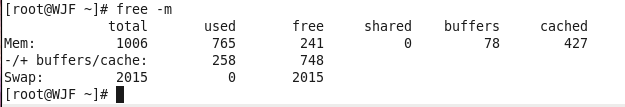 [root@WJF ~]# free -m
total used free shared buffers cached
Mem: 1006 765 241 0 78 427
-/+ buffers/cache: 258 748
Swap: 2015 0 2015
[root@WJF ~]#